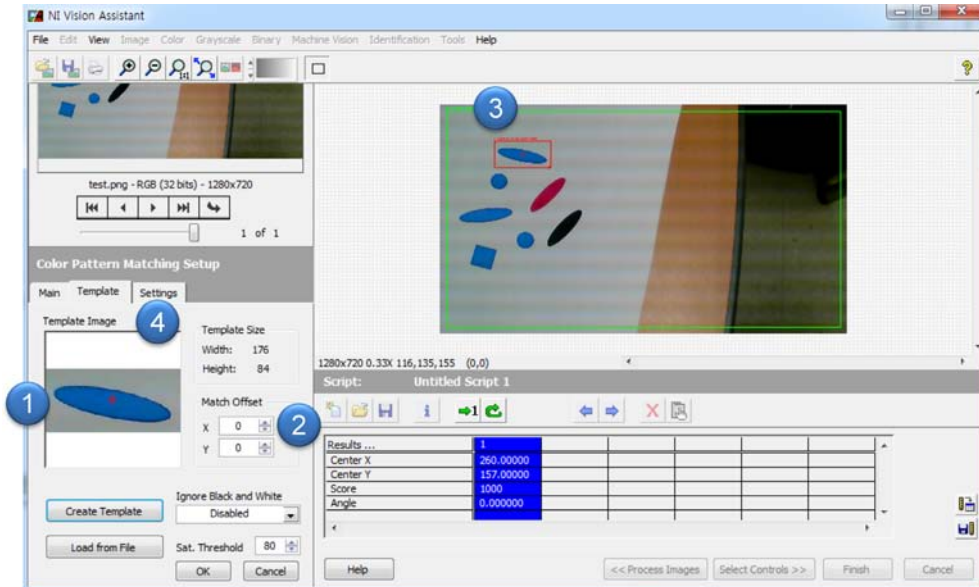 NI Vision Assistant
File Edit View Image Color Grayscale Binary Machine Vision Identification Tools Help
test.png - RGB (32 bits) - 1280x720
1 of 1
Color Pattern Matching Setup
Main Template Settings
Template Image
Template Size
Width: 176
Height: 84
Match Offset
X 0
Y 0
Create Template
Load from File
Ignore Black and White
Disabled
Sat. Threshold 80
OK Cancel
1
2
3
4
1280x720 0.33X 116,135,155 (0,0)
Script: Untitled Script 1
Results ... 1
Center X 260.00000
Center Y 157.00000
Score 1000
Angle 0.000000
Help << Process Images Select Controls >> Finish Cancel